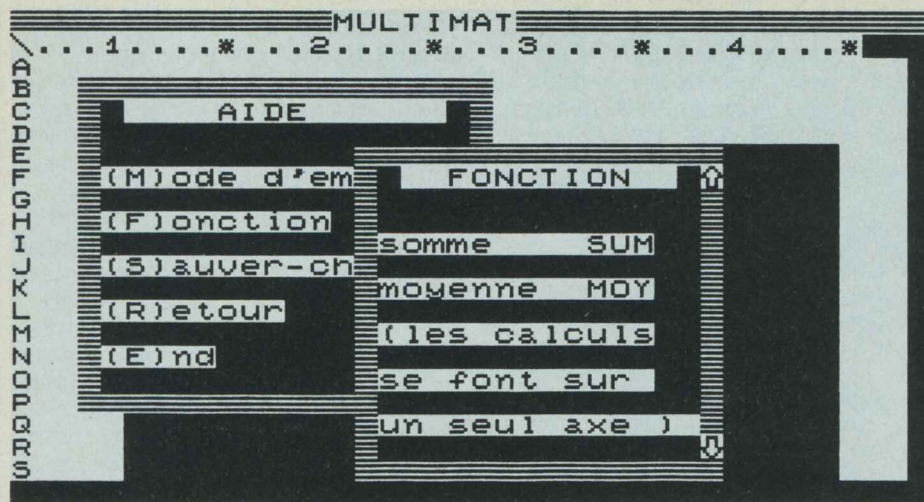 MULTIMAT
\...1....*....2....*....3....*....4....*
A
B
C
D
E
F
G
H
I
J
K
L
M
N
O
P
Q
R
S
AIDE
(M)ode d'em
(F)onction
(S)auver-ch
(R)etour
(E)nd
FONCTION
somme SUM
moyenne MOY
(les calculs
se font sur
un seul axe )